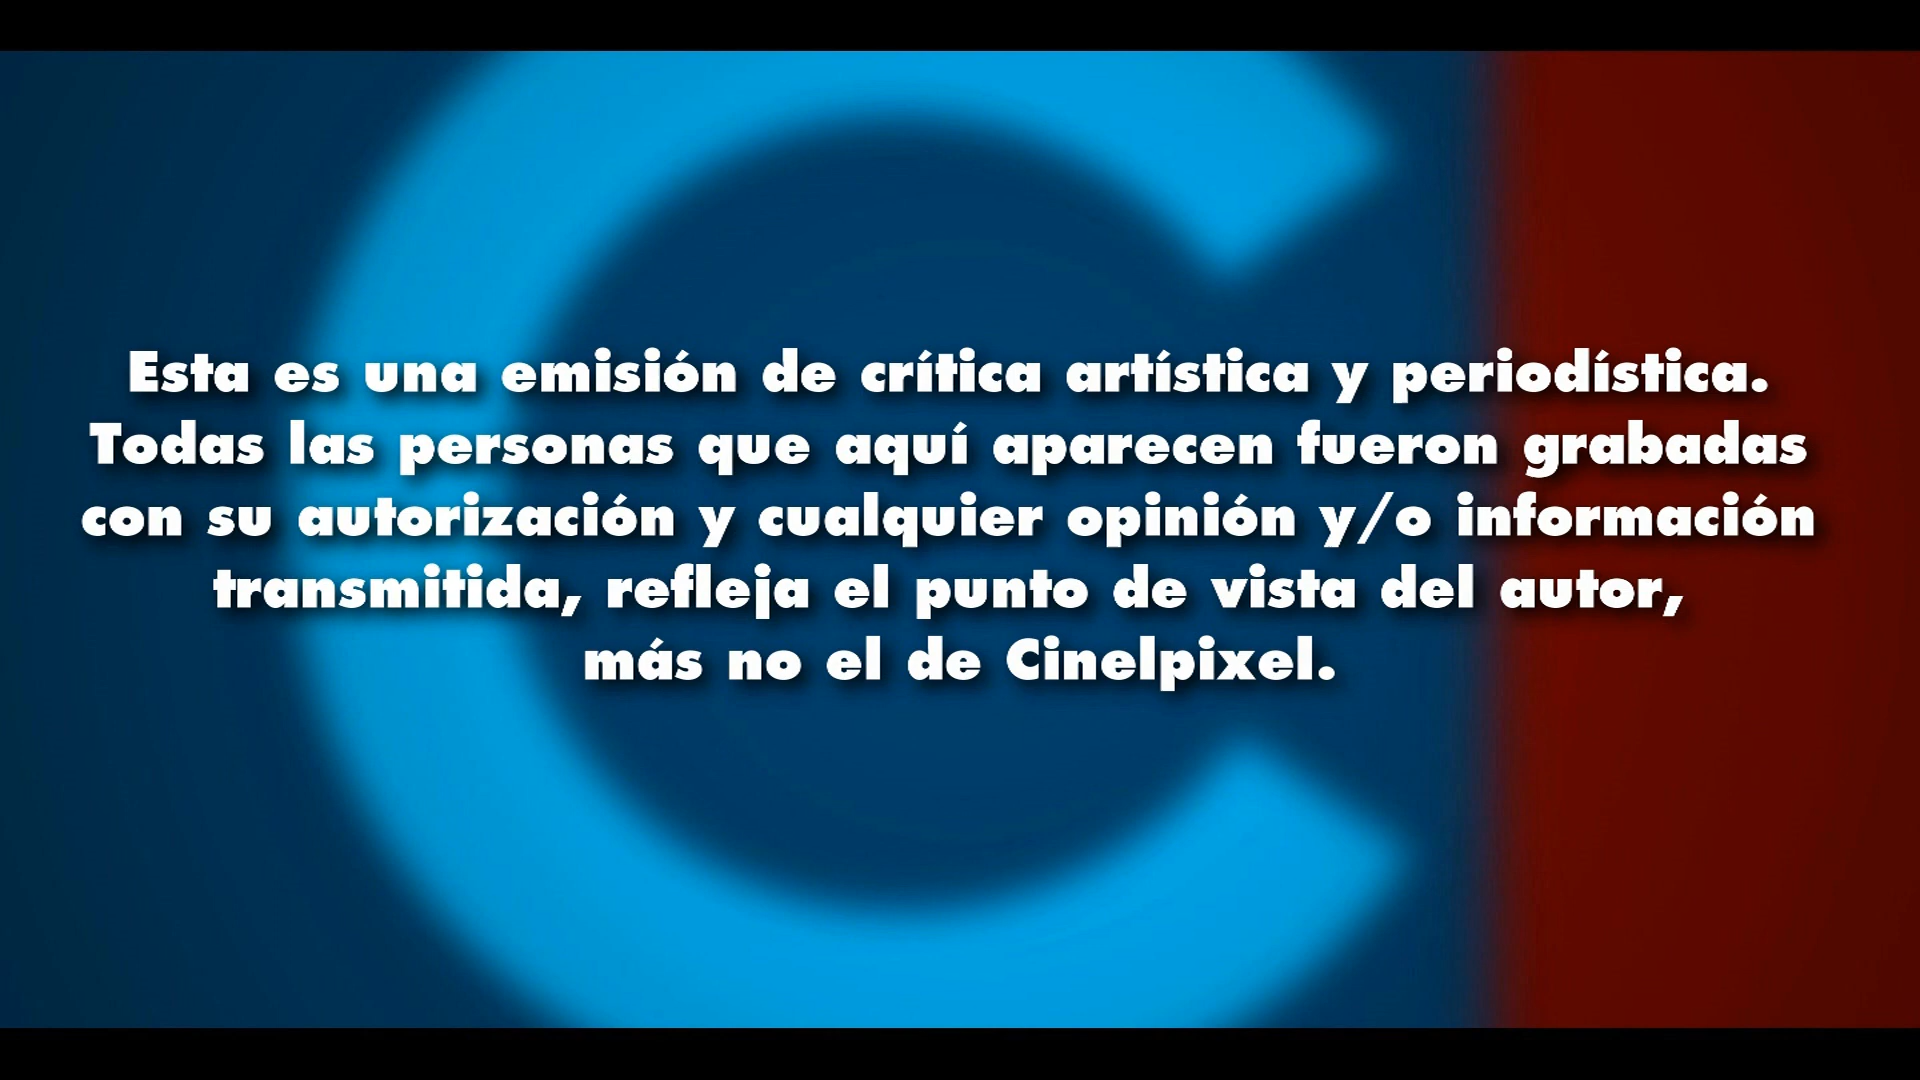 Esta es una emisión de crítica artística y periodística.
Todas las personas que aquí aparecen fueron grabadas
con su autorización y cualquier opinión y/o información
transmitida, refleja el punto de vista del autor,
más no el de Cinelpixel.